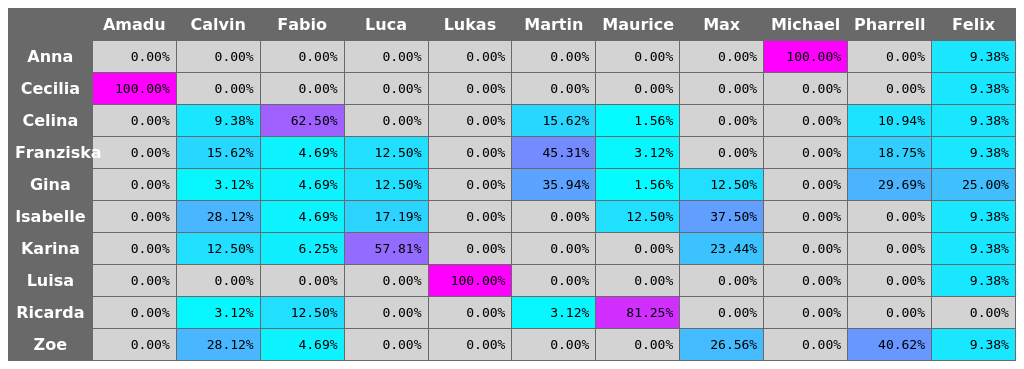 Amadu Calvin Fabio Luca Lukas Martin Maurice Max Michael Pharrell Felix
Anna 0.00% 0.00% 0.00% 0.00% 0.00% 0.00% 0.00% 0.00% 100.00% 0.00% 9.38%
Cecilia 100.00% 0.00% 0.00% 0.00% 0.00% 0.00% 0.00% 0.00% 0.00% 0.00% 9.38%
Celina 0.00% 9.38% 62.50% 0.00% 0.00% 15.62% 1.56% 0.00% 0.00% 10.94% 9.38%
Franziska 0.00% 15.62% 4.69% 12.50% 0.00% 45.31% 3.12% 0.00% 0.00% 18.75% 9.38%
Gina 0.00% 3.12% 4.69% 12.50% 0.00% 35.94% 1.56% 12.50% 0.00% 29.69% 25.00%
Isabelle 0.00% 28.12% 4.69% 17.19% 0.00% 0.00% 12.50% 37.50% 0.00% 0.00% 9.38%
Karina 0.00% 12.50% 6.25% 57.81% 0.00% 0.00% 0.00% 23.44% 0.00% 0.00% 9.38%
Luisa 0.00% 0.00% 0.00% 0.00% 100.00% 0.00% 0.00% 0.00% 0.00% 0.00% 9.38%
Ricarda 0.00% 3.12% 12.50% 0.00% 0.00% 3.12% 81.25% 0.00% 0.00% 0.00% 0.00%
Zoe 0.00% 28.12% 4.69% 0.00% 0.00% 0.00% 0.00% 26.56% 0.00% 40.62% 9.38%